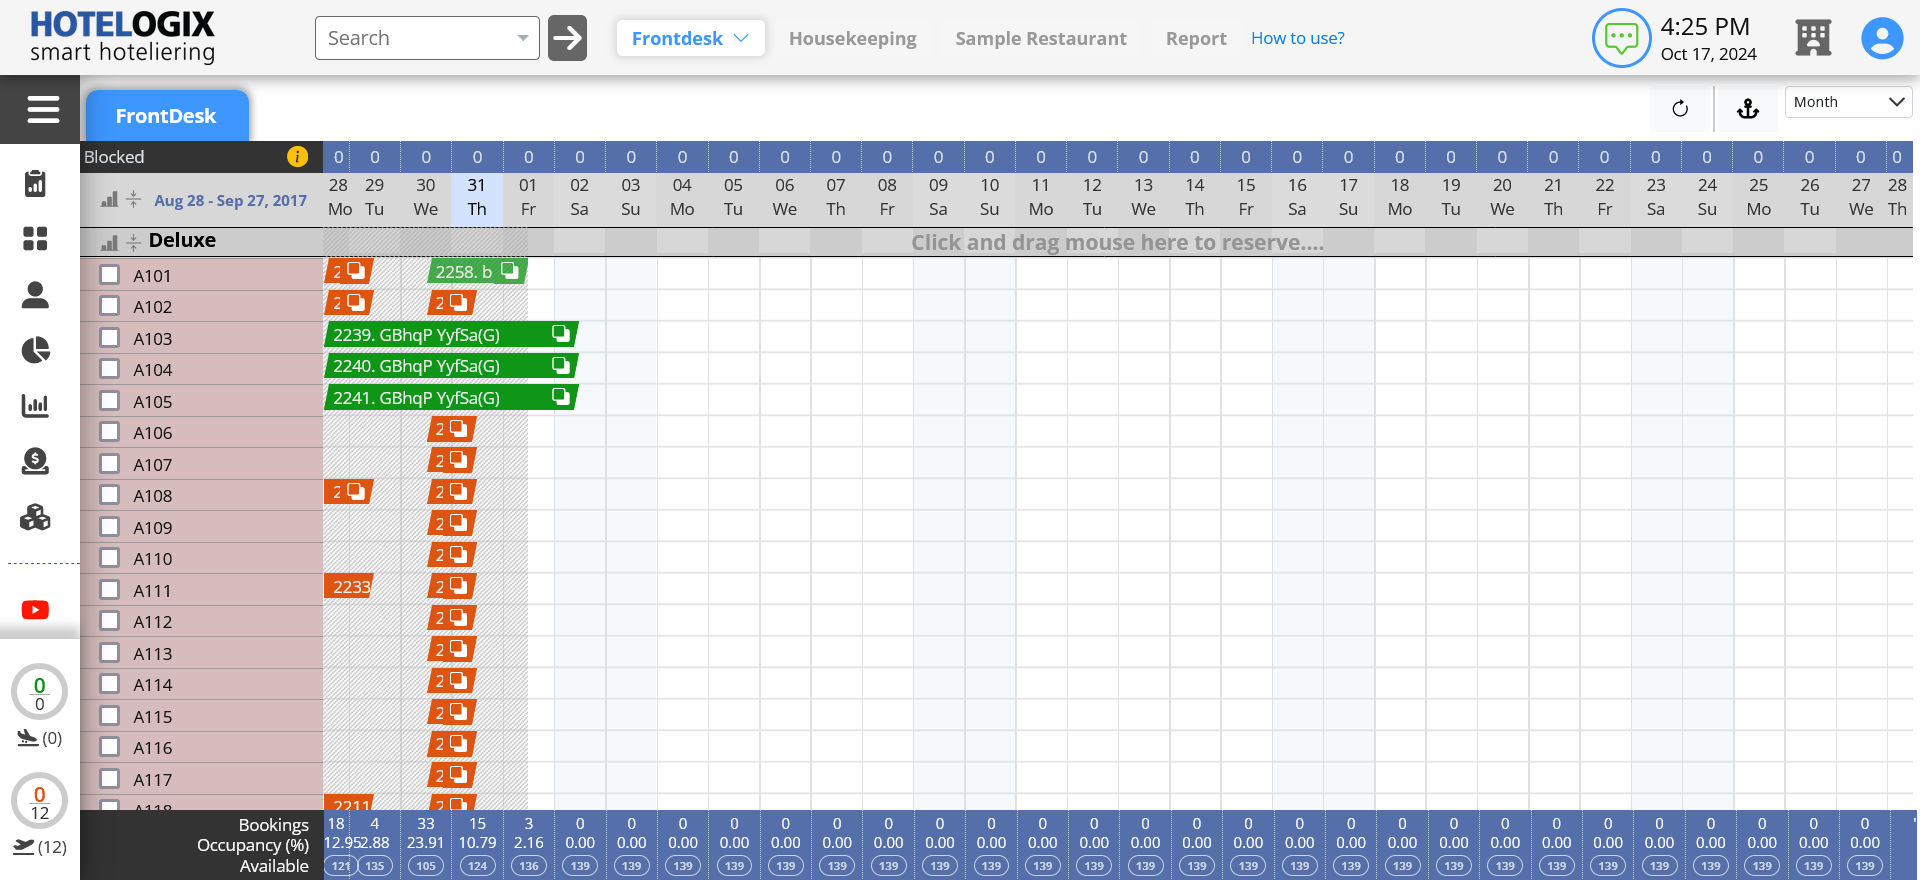 HOTELOGIX
smart hoteliering
Search
Frontdesk
Housekeeping
Sample Restaurant
Report
How to use?
4:25 PM
Oct 17, 2024
FrontDesk
Month
Blocked i 0 0 0 0 0 0 0 0 0 0 0 0 0 0 0 0 0 0 0 0 0 0 0 0 0 0 0 0 0 0 0 0
Aug 28 - Sep 27, 2017
28 29 30 31 01 02 03 04 05 06 07 08 09 10 11 12 13 14 15 16 17 18 19 20 21 22 23 24 25 26 27 28
Mo Tu We Th Fr Sa Su Mo Tu We Th Fr Sa Su Mo Tu We Th Fr Sa Su Mo Tu We Th Fr Sa Su Mo Tu We Th
Deluxe
Click and drag mouse here to reserve....
A101 2 2258. b
A102 2 2
A103 2239. GBhqP YyfSa(G)
A104 2240. GBhqP YyfSa(G)
A105 2241. GBhqP YyfSa(G)
A106 2
A107 2
A108 2 2
A109 2
A110 2
A111 2233 2
A112 2
A113 2
A114 2
A115 2
A116 2
A117 2
A118 2211 2
0
0
(0)
0
12
(12)
Bookings 18 4 33 15 3 0 0 0 0 0 0 0 0 0 0 0 0 0 0 0 0 0 0 0 0 0 0 0 0 0 0
Occupancy (%) 12.95 2.88 23.91 10.79 2.16 0.00 0.00 0.00 0.00 0.00 0.00 0.00 0.00 0.00 0.00 0.00 0.00 0.00 0.00 0.00 0.00 0.00 0.00 0.00 0.00 0.00 0.00 0.00 0.00 0.00 0.00
Available 121 135 105 124 136 139 139 139 139 139 139 139 139 139 139 139 139 139 139 139 139 139 139 139 139 139 139 139 139 139 139